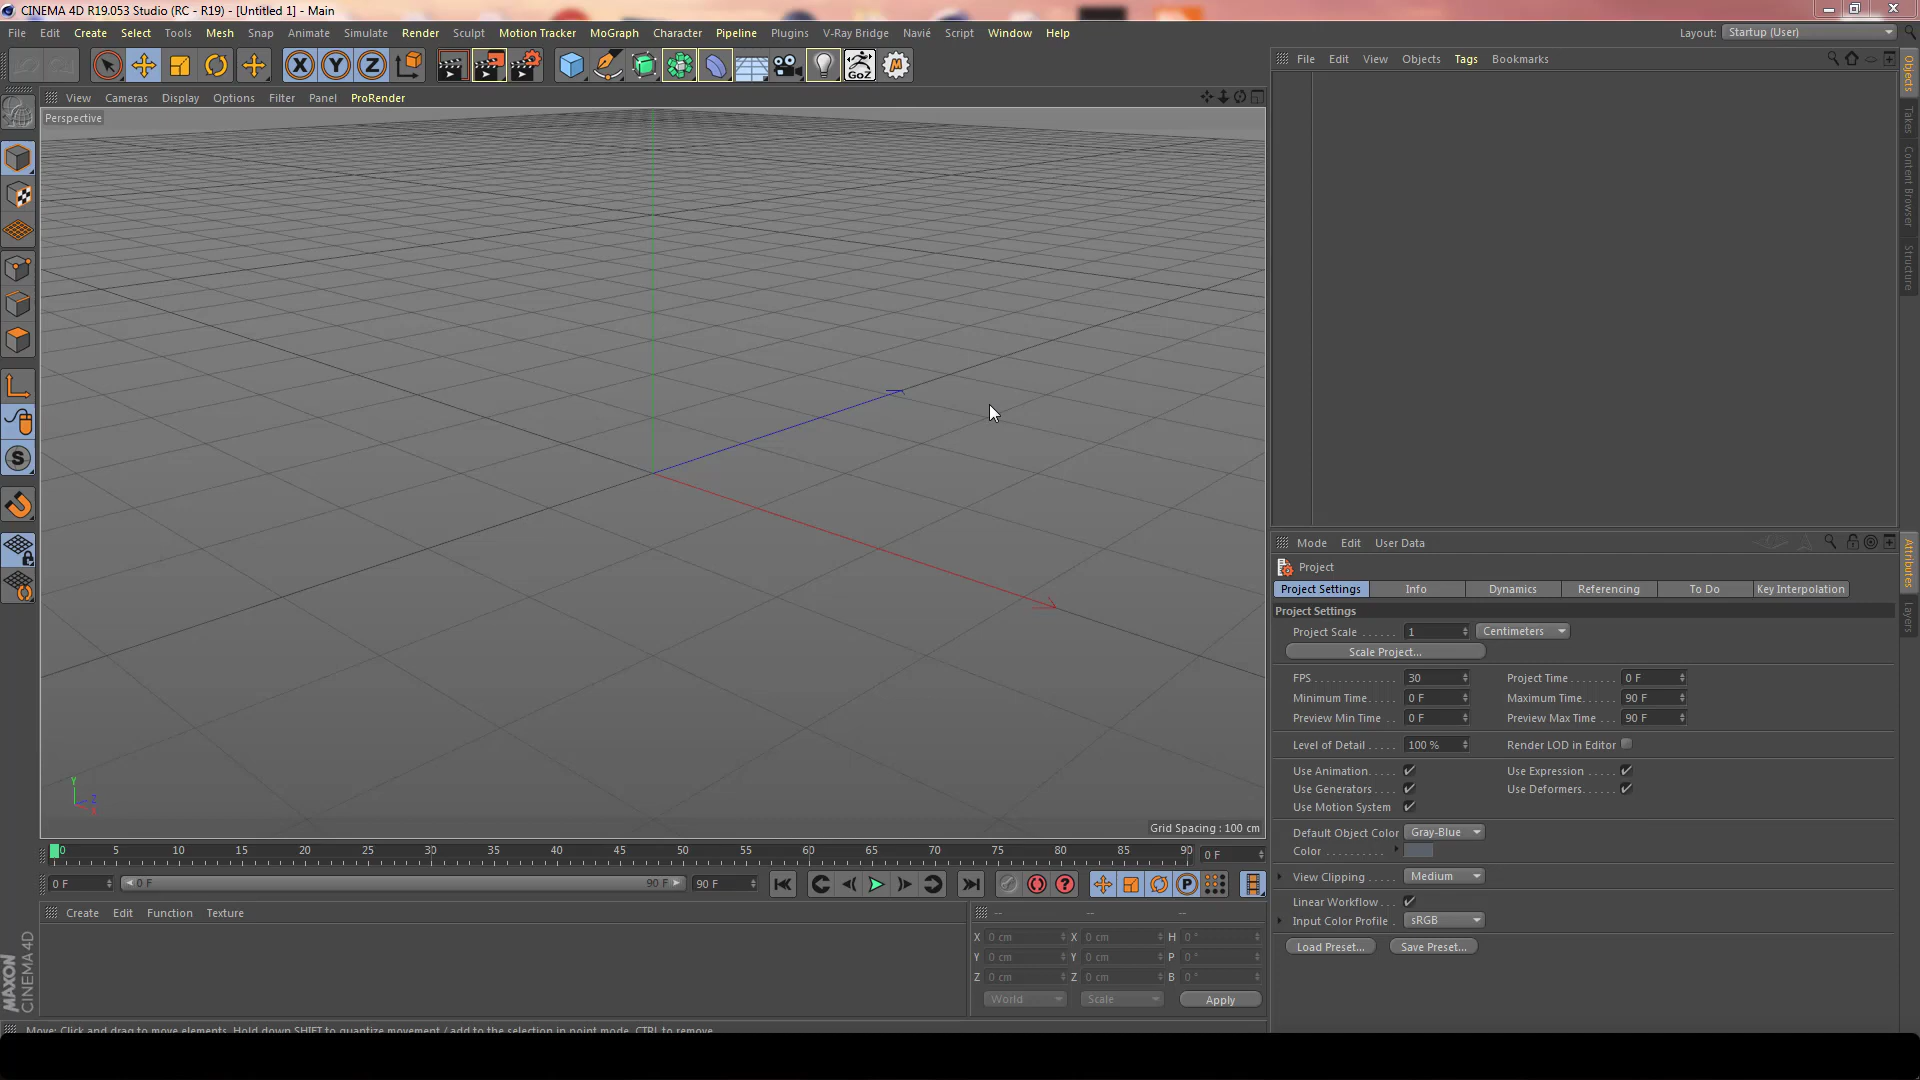 CINEMA 4D R19.053 Studio (RC - R19) - [Untitled 1] - Main
File Edit Create Select Tools Mesh Snap Animate Simulate Render Sculpt Motion Tracker MoGraph Character Pipeline Plugins V-Ray Bridge Navié Script Window Help Layout: Startup (User)
X Y Z GoZ
File Edit View Objects Tags Bookmarks
View Cameras Display Options Filter Panel ProRender
Perspective
Objects
Takes
Content Browser
Structure
Mode Edit User Data
Attributes
Layers
Project
Project Settings Info Dynamics Referencing To Do Key Interpolation
Project Settings
Project Scale . . . . . . 1 Centimeters
Scale Project...
FPS . . . . . . . . . . . . . . 30 Project Time . . . . . . . 0 F
Minimum Time. . . . 0 F Maximum Time. . . . . 90 F
Preview Min Time . . 0 F Preview Max Time . . . 90 F
Level of Detail . . . . . 100 % Render LOD in Editor
Use Animation. . . . . Use Expression . . . . .
Use Generators . . . . Use Deformers. . . . . .
Use Motion System
Default Object Color Gray-Blue
Color . . . . . . . . . .
View Clipping . . . . . Medium
Linear Workflow . . .
Input Color Profile . sRGB
Load Preset... Save Preset...
Y
Z
X
Grid Spacing : 100 cm
0 5 10 15 20 25 30 35 40 45 50 55 60 65 70 75 80 85 90 0 F
0 F 0 F 90 F 90 F P
Create Edit Function Texture
-- -- --
X 0 cm X 0 cm H 0 °
Y 0 cm Y 0 cm P 0 °
Z 0 cm Z 0 cm B 0 °
World Scale Apply
MAXON
CINEMA 4D
Move: Click and drag to move elements. Hold down SHIFT to quantize movement / add to the selection in point mode, CTRL to remove.